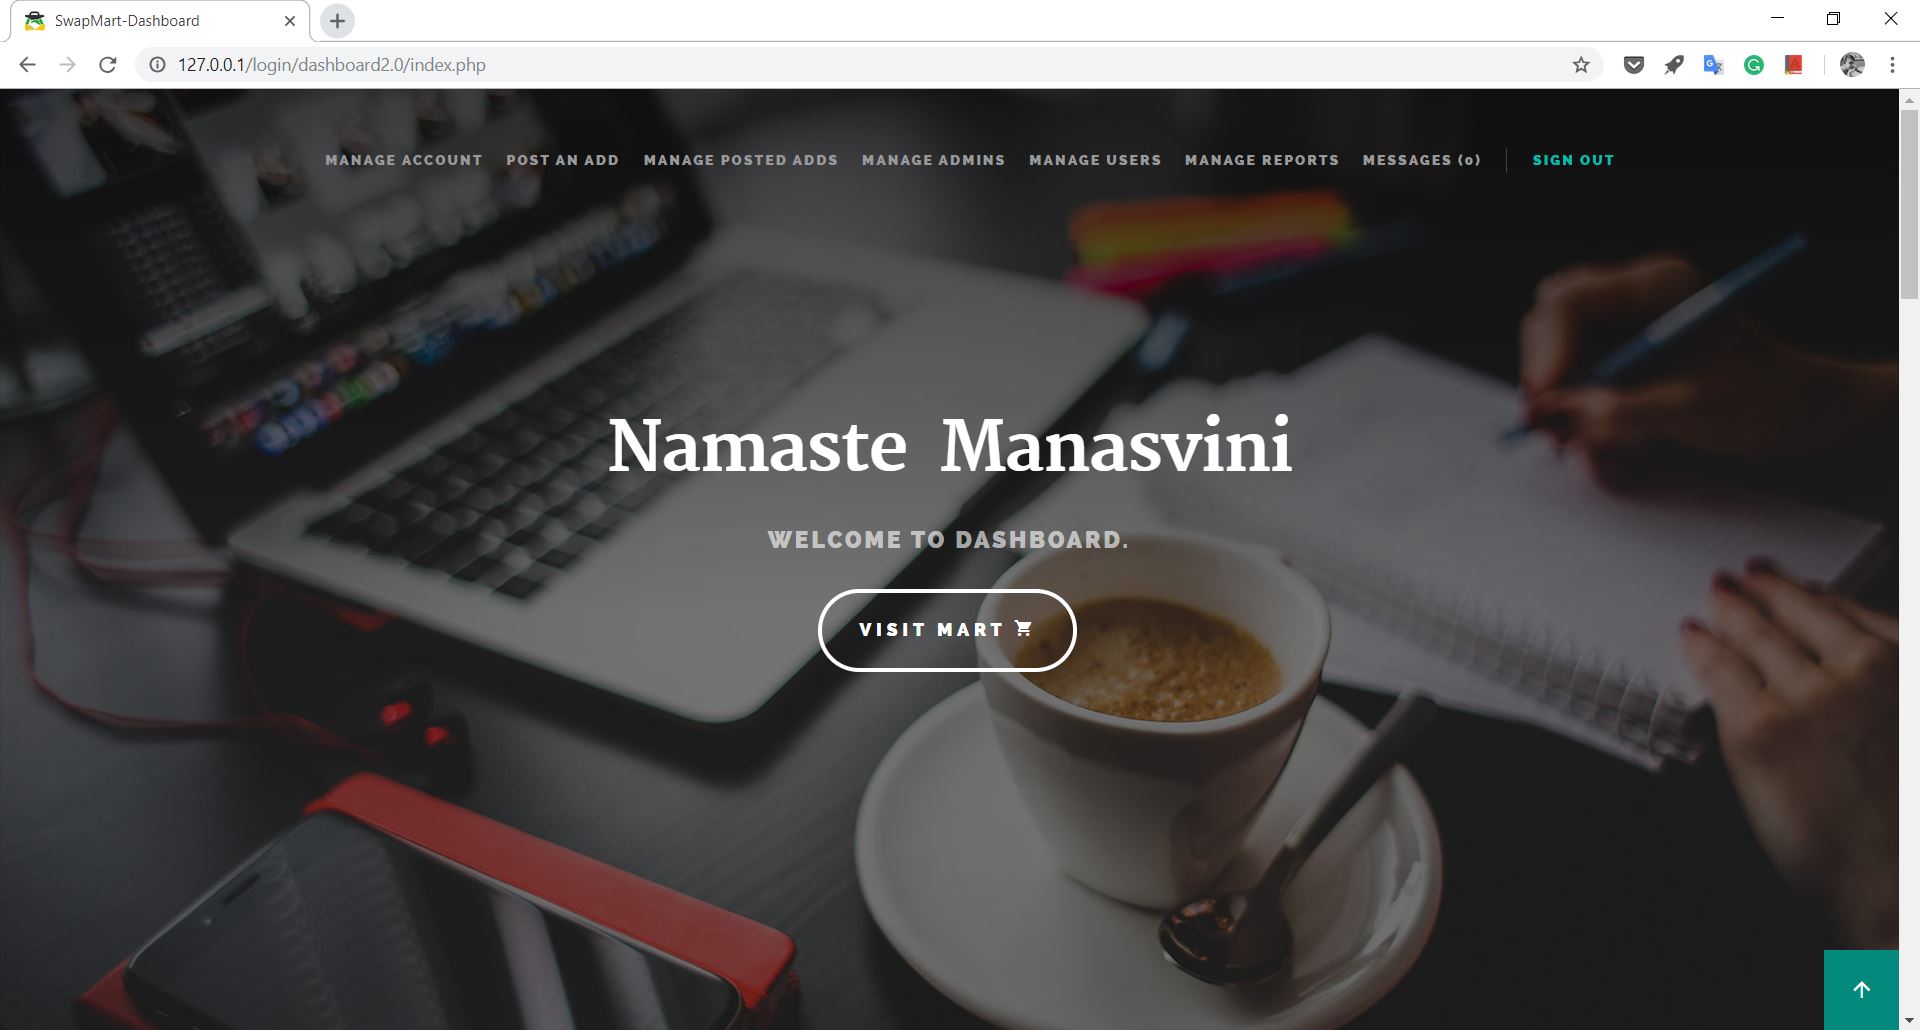 SwapMart-Dashboard
127.0.0.1/login/dashboard2.0/index.php
MANAGE ACCOUNT POST AN ADD MANAGE POSTED ADDS MANAGE ADMINS MANAGE USERS MANAGE REPORTS MESSAGES (0) SIGN OUT
Namaste Manasvini
WELCOME TO DASHBOARD.
VISIT MART